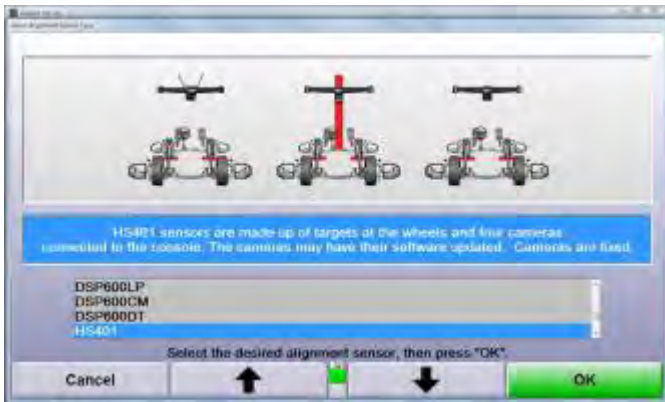 HS401 sensors are made-up of targets at the wheels and four cameras
connected to the console. The cameras may have their software updated. Cameras are fixed.
DSP600LP
DSP600CM
DSP600DT
HS401
Select the desired alignment sensor, then press "OK".
Cancel
OK